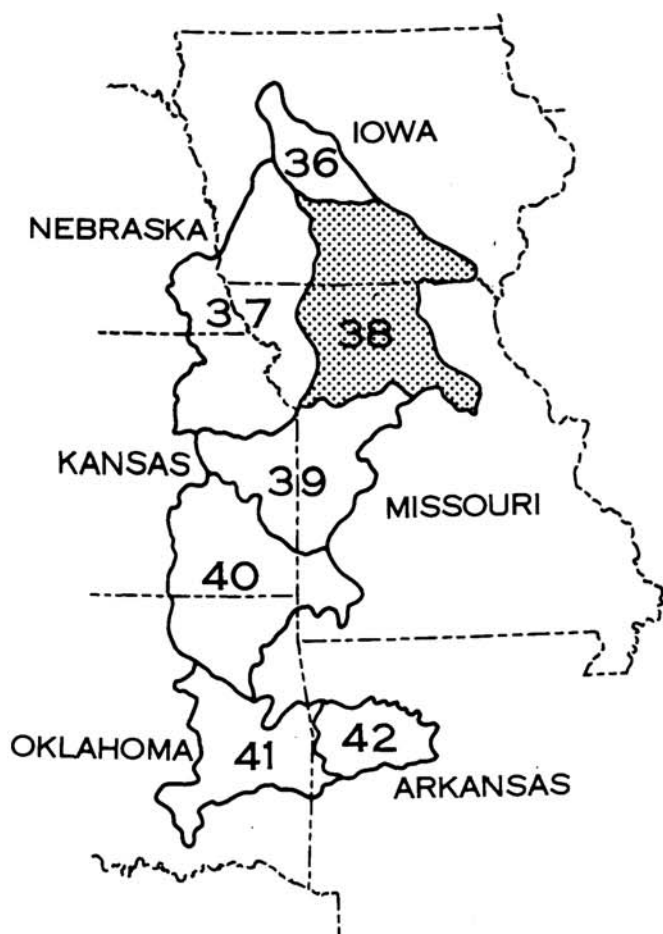 IOWA
36
NEBRASKA
37
38
KANSAS
39
MISSOURI
40
OKLAHOMA
41
42
ARKANSAS